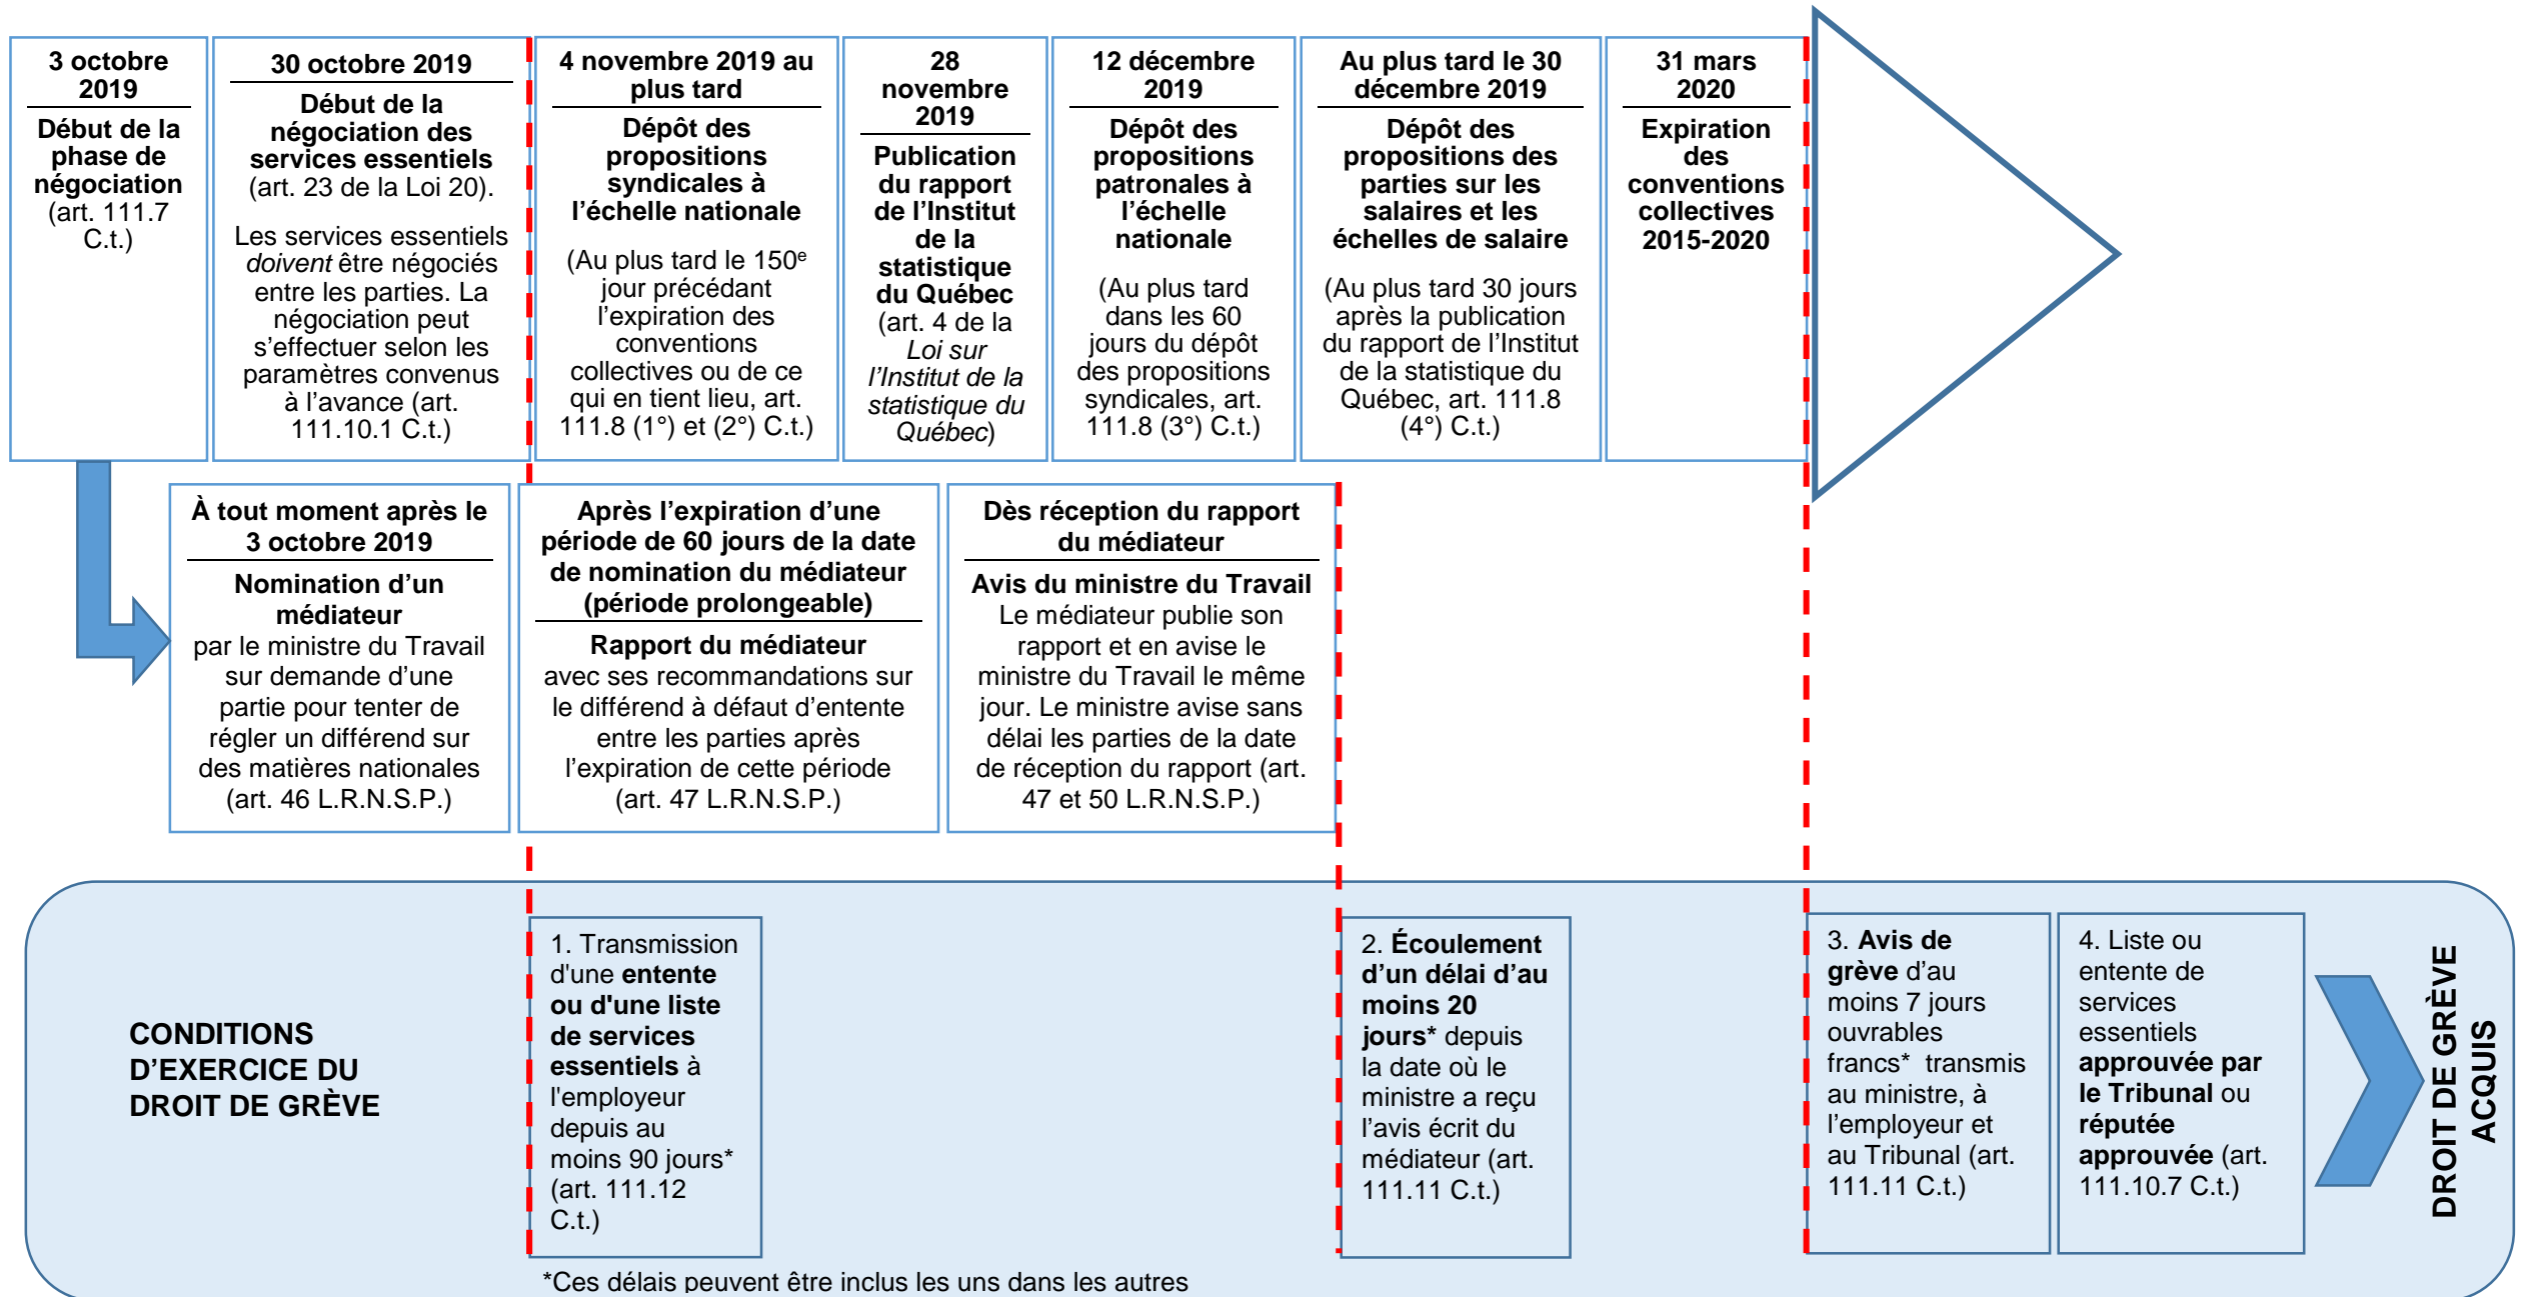 3 octobre
2019
Début de la
phase de
négociation
(art. 111.7
C.t.)
30 octobre 2019
Début de la
négociation des
services essentiels
(art. 23 de la Loi 20).
Les services essentiels
doivent être négociés
entre les parties. La
négociation peut
s’effectuer selon les
paramètres convenus
à l’avance (art.
111.10.1 C.t.)
4 novembre 2019 au
plus tard
Dépôt des
propositions
syndicales à
l’échelle nationale
(Au plus tard le 150e
jour précédant
l’expiration des
conventions
collectives ou de ce
qui en tient lieu, art.
111.8 (1°) et (2°) C.t.)
28
novembre
2019
Publication
du rapport
de l’Institut
de la
statistique
du Québec
(art. 4 de la
Loi sur
l’Institut de la
statistique du
Québec)
12 décembre
2019
Dépôt des
propositions
patronales à
l’échelle
nationale
(Au plus tard
dans les 60
jours du dépôt
des propositions
syndicales, art.
111.8 (3°) C.t.)
Au plus tard le 30
décembre 2019
Dépôt des
propositions des
parties sur les
salaires et les
échelles de salaire
(Au plus tard 30 jours
après la publication
du rapport de l’Institut
de la statistique du
Québec, art. 111.8
(4°) C.t.)
31 mars
2020
Expiration
des
conventions
collectives
2015-2020
À tout moment après le
3 octobre 2019
Nomination d’un
médiateur
par le ministre du Travail
sur demande d’une
partie pour tenter de
régler un différend sur
des matières nationales
(art. 46 L.R.N.S.P.)
Après l’expiration d’une
période de 60 jours de la date
de nomination du médiateur
(période prolongeable)
Rapport du médiateur
avec ses recommandations sur
le différend à défaut d’entente
entre les parties après
l’expiration de cette période
(art. 47 L.R.N.S.P.)
Dès réception du rapport
du médiateur
Avis du ministre du Travail
Le médiateur publie son
rapport et en avise le
ministre du Travail le même
jour. Le ministre avise sans
délai les parties de la date
de réception du rapport (art.
47 et 50 L.R.N.S.P.)
CONDITIONS
D’EXERCICE DU
DROIT DE GRÈVE
1. Transmission
d'une entente
ou d'une liste
de services
essentiels à
l'employeur
depuis au
moins 90 jours*
(art. 111.12
C.t.)
2. Écoulement
d’un délai d’au
moins 20
jours* depuis
la date où le
ministre a reçu
l’avis écrit du
médiateur (art.
111.11 C.t.)
3. Avis de
grève d’au
moins 7 jours
ouvrables
francs* transmis
au ministre, à
l’employeur et
au Tribunal (art.
111.11 C.t.)
4. Liste ou
entente de
services
essentiels
approuvée par
le Tribunal ou
réputée
approuvée (art.
111.10.7 C.t.)
DROIT DE GRÈVE
ACQUIS
*Ces délais peuvent être inclus les uns dans les autres